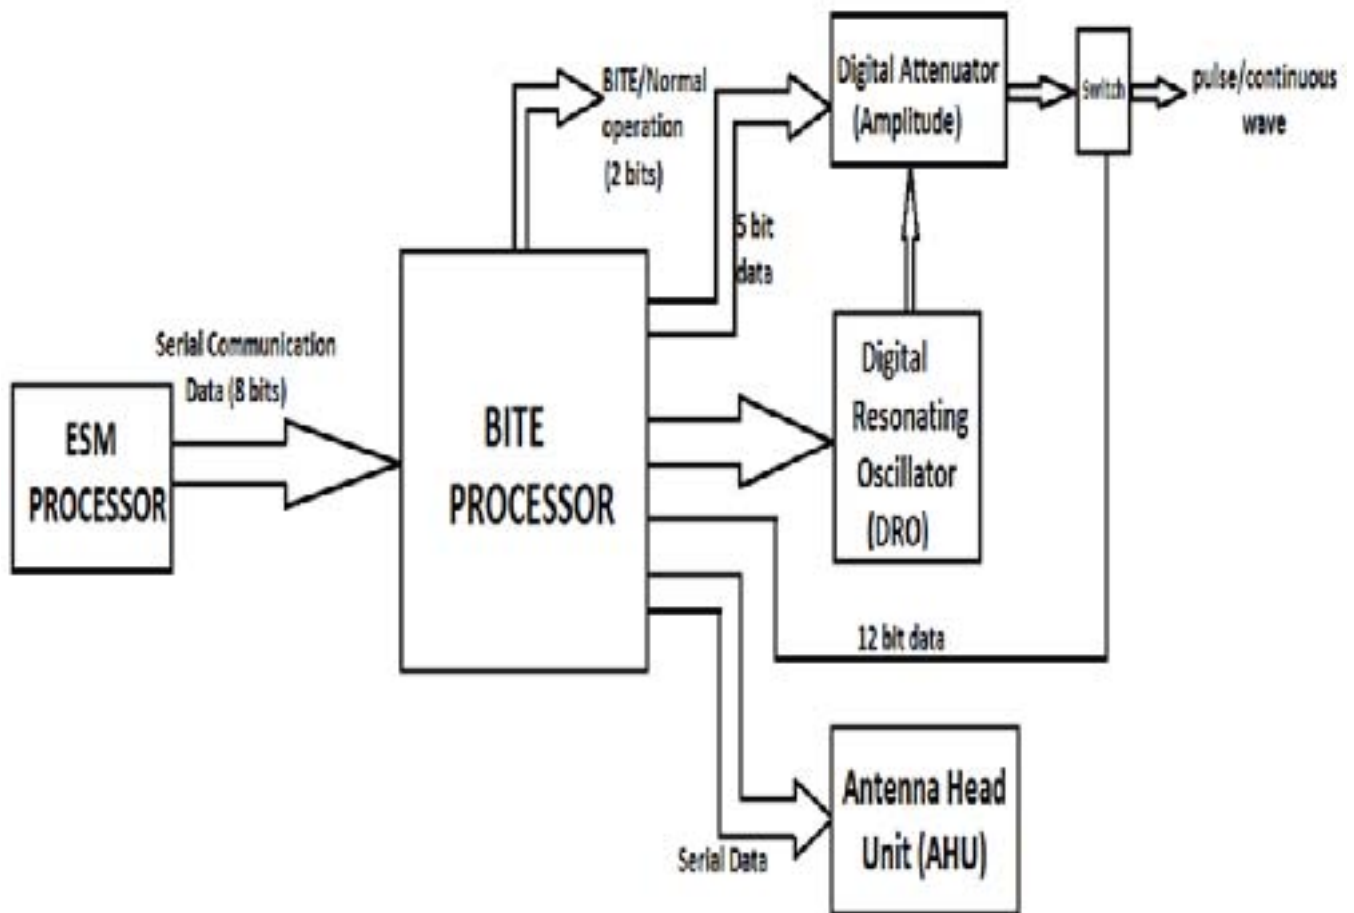 BITE/Normal
operation
(2 bits)
Digital Attenuator
(Amplitude)
Switch
pulse/continuous
wave
5 bit
data
Serial Communication
Data (8 bits)
ESM
PROCESSOR
BITE
PROCESSOR
Digital
Resonating
Oscillator
(DRO)
12 bit data
Antenna Head
Unit (AHU)
Serial Data